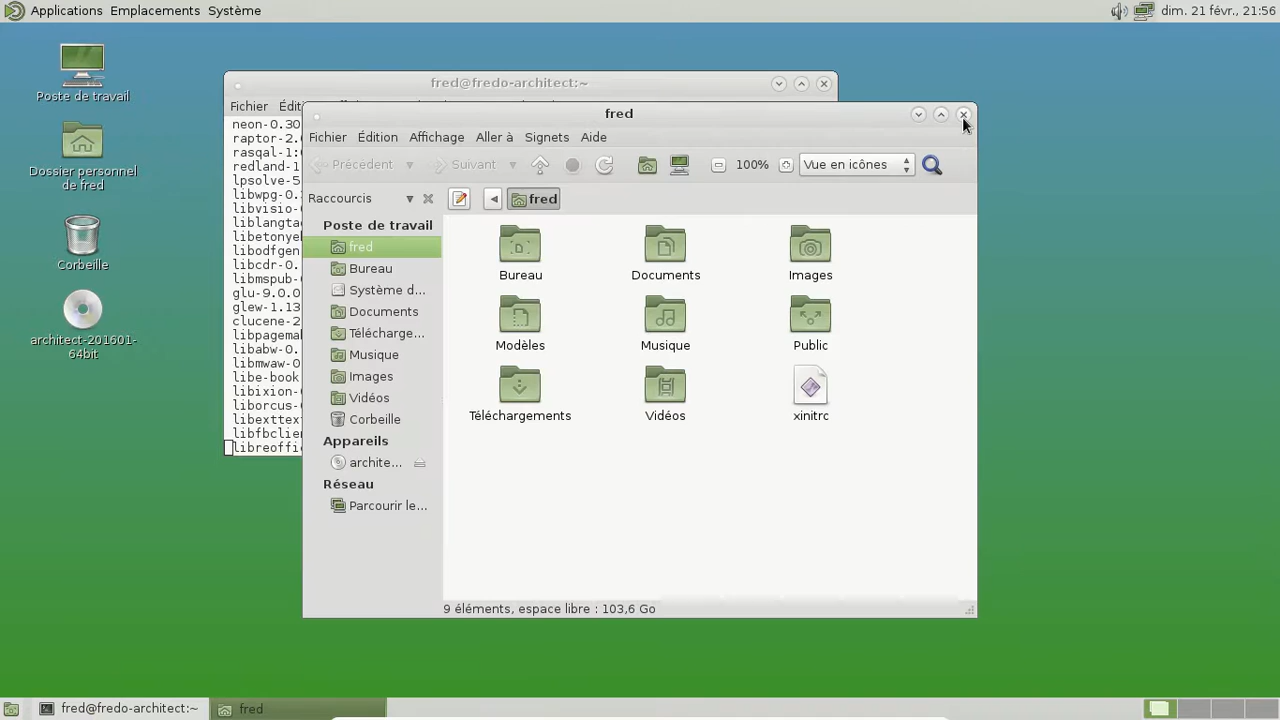 Applications Emplacements Système
dim. 21 févr., 21:56
Poste de travail
Dossier personnel
de fred
Corbeille
architect-201601-
64bit
fred@fredo-architect:~
Fichier
neon-0.30
raptor-2.
rasqal-1:
redland-1
lpsolve-5
libwpg-0.
libvisio-
liblangta
libetonye
libodfgen
libcdr-0.
libmspub-
glu-9.0.0
glew-1.13
clucene-2
libpagema
libabw-0.
libmwaw-0
libe-book
libixion-
liborcus-
libexttex
libfbclie
libreoffi
fred
Fichier Édition Affichage Aller à Signets Aide
Précédent Suivant 100% Vue en icônes
Raccourcis
fred
Poste de travail
fred
Bureau
Système d...
Documents
Télécharge...
Musique
Images
Vidéos
Corbeille
Appareils
archite...
Réseau
Parcourir le...
Bureau Documents Images
Modèles Musique Public
Téléchargements Vidéos xinitrc
9 éléments, espace libre : 103,6 Go
fred@fredo-architect:~ fred